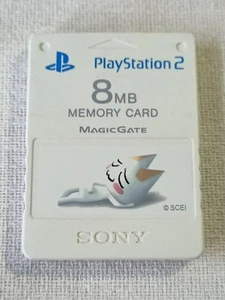 PlayStation 2
8MB
MEMORY CARD
MAGICGATE
© SCEI
SONY